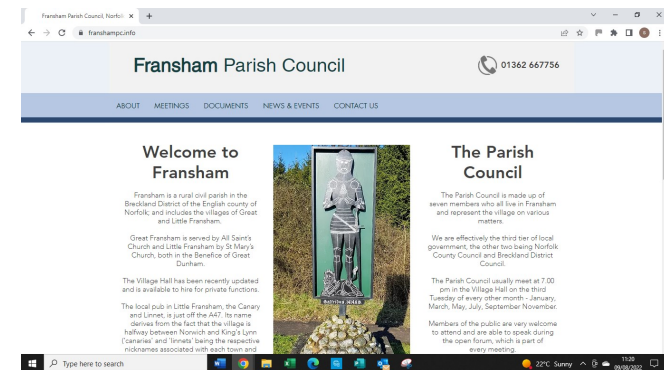 Fransham Parish Council, Norfolk
franshampc.info
Fransham Parish Council
01362 667756
ABOUT MEETINGS DOCUMENTS NEWS & EVENTS CONTACT US
Welcome to
Fransham
Fransham is a rural civil parish in the
Breckland District of the English county of
Norfolk; and includes the villages of Great
and Little Fransham.
Great Fransham is served by All Saint's
Church and Little Fransham by St Mary's
Church, both in the Benefice of Great
Dunham.
The Village Hall has been recently updated
and is available to hire for private functions.
The local pub in Little Fransham, the Canary
and Linnet, is just off the A47. Its name
derives from the fact that the village is
halfway between Norwich and King's Lynn
('canaries' and 'linnets' being the respective
nicknames associated with each town and
The Parish
Council
The Parish Council is made up of
seven members who all live in Fransham
and represent the village on various
matters.
We are effectively the third tier of local
government, the other two being Norfolk
County Council and Breckland District
Council.
The Parish Council usually meet at 7.00
pm in the Village Hall on the third
Tuesday of every other month - January,
March, May, July, September November.
Members of the public are very welcome
to attend and are able to speak during
the open forum, which is part of
every meeting.
Type here to search
22°C Sunny
11:20
09/08/2022